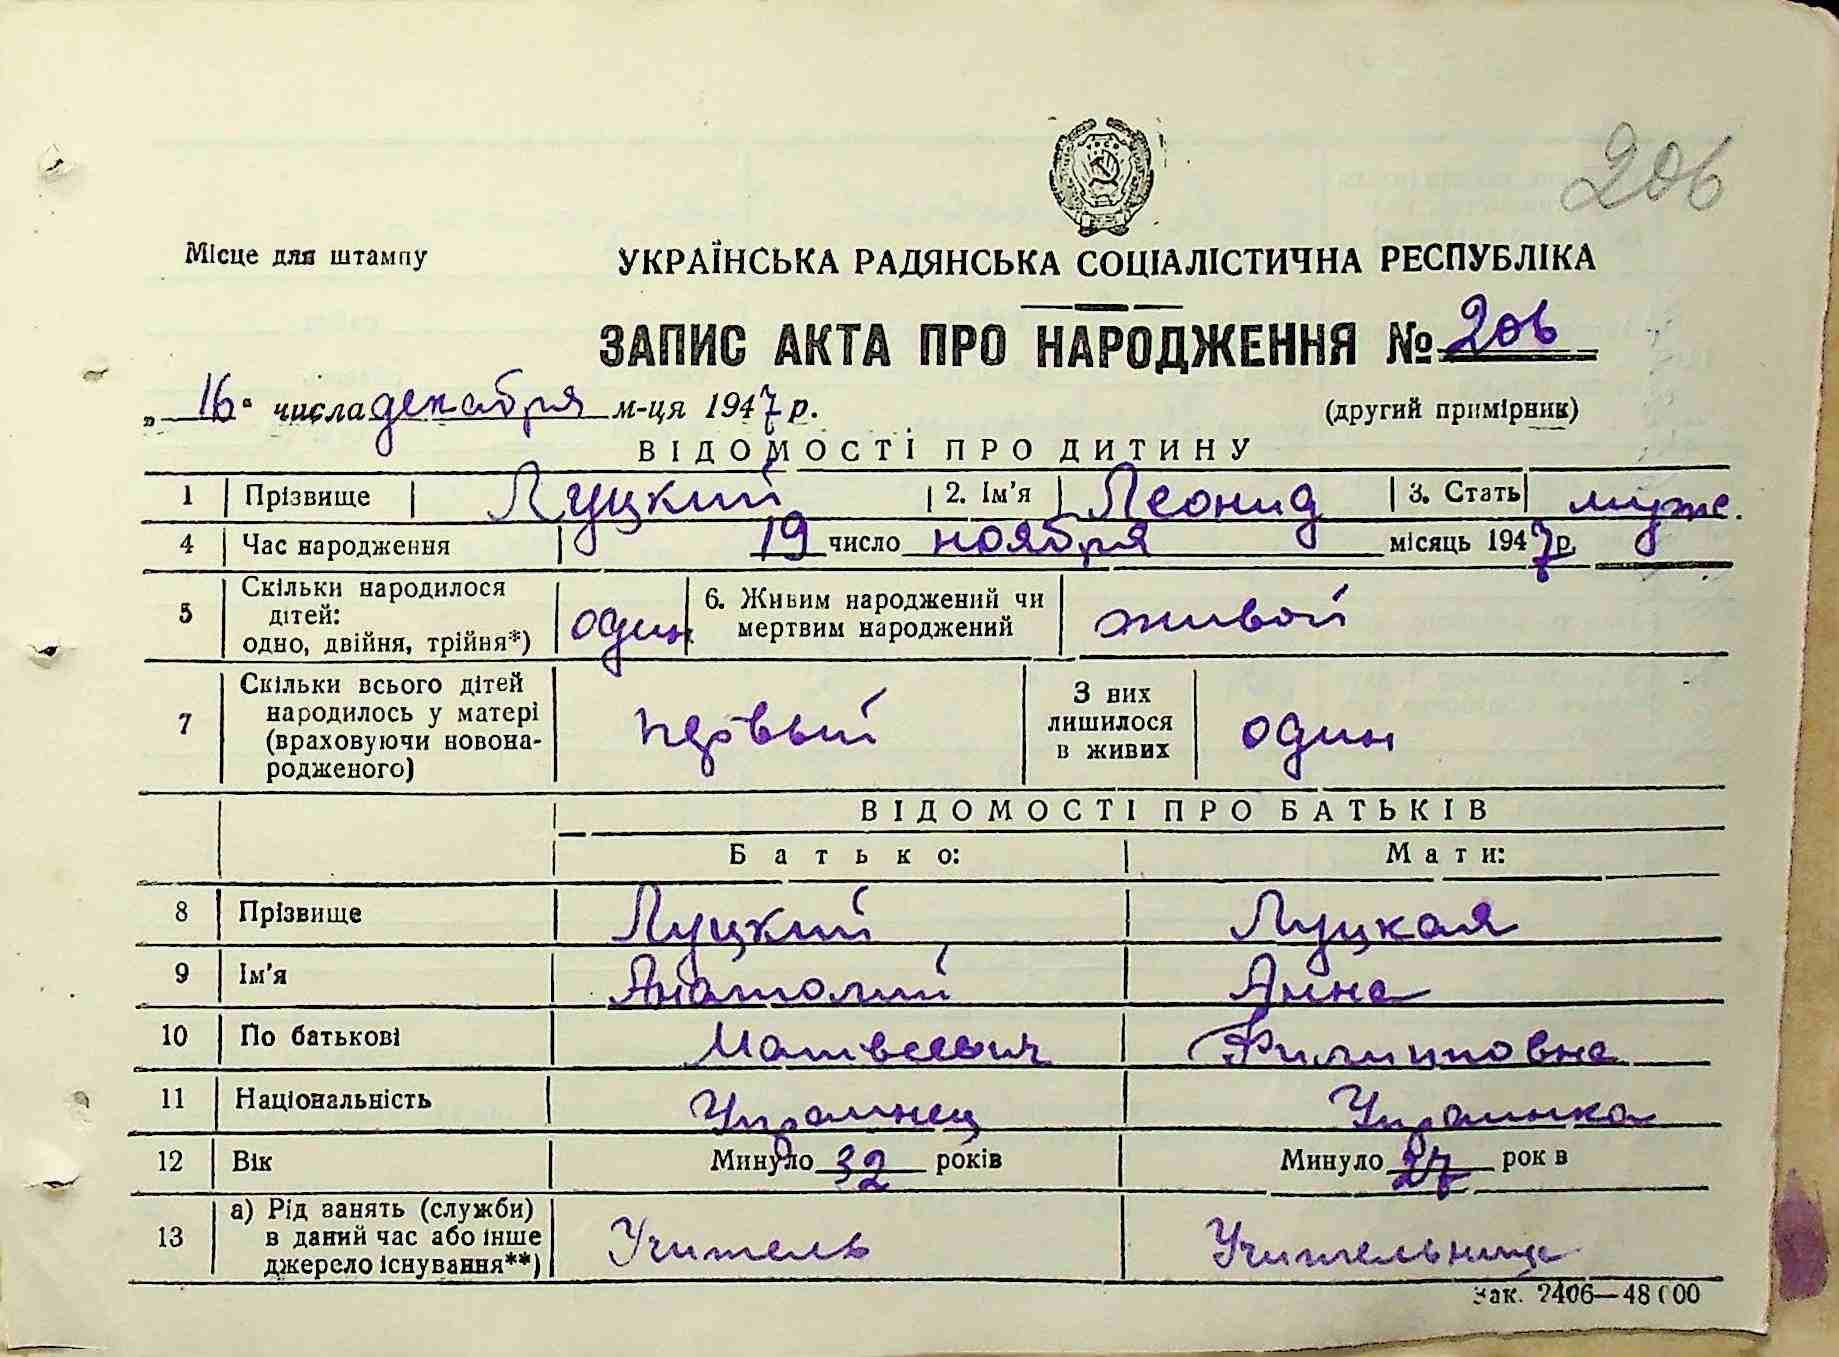 206
Місце для штампу
УКРАЇНСЬКА РАДЯНСЬКА СОЦІАЛІСТИЧНА РЕСПУБЛІКА
ЗАПИС АКТА ПРО НАРОДЖЕННЯ № 206
„16“ числа декабря м-ця 1947 р. (другий примірник)
ВІДОМОСТІ ПРО ДИТИНУ
1 Прізвище Луцкий 2. Ім'я Леонид 3. Стать муж.
4 Час народження 19 число ноября місяць 1947 р.
5 Скільки народилося дітей: одно, двійня, трійня*) один 6. Живим народжений чи мертвим народжений живой
7 Скільки всього дітей народилось у матері (враховуючи новонародженого) первый З них лишилося в живих один
ВІДОМОСТІ ПРО БАТЬКІВ
Батько: Мати:
8 Прізвище Луцкий Луцкая
9 Ім'я Анатолий Анна
10 По батькові Матвеевич Филипповна
11 Національність Украинец Украинка
12 Вік Минуло 32 років Минуло 27 рок в
13 а) Рід занять (служби) в даний час або інше джерело існування**) Учитель Учительница
Зак. 2406—48000